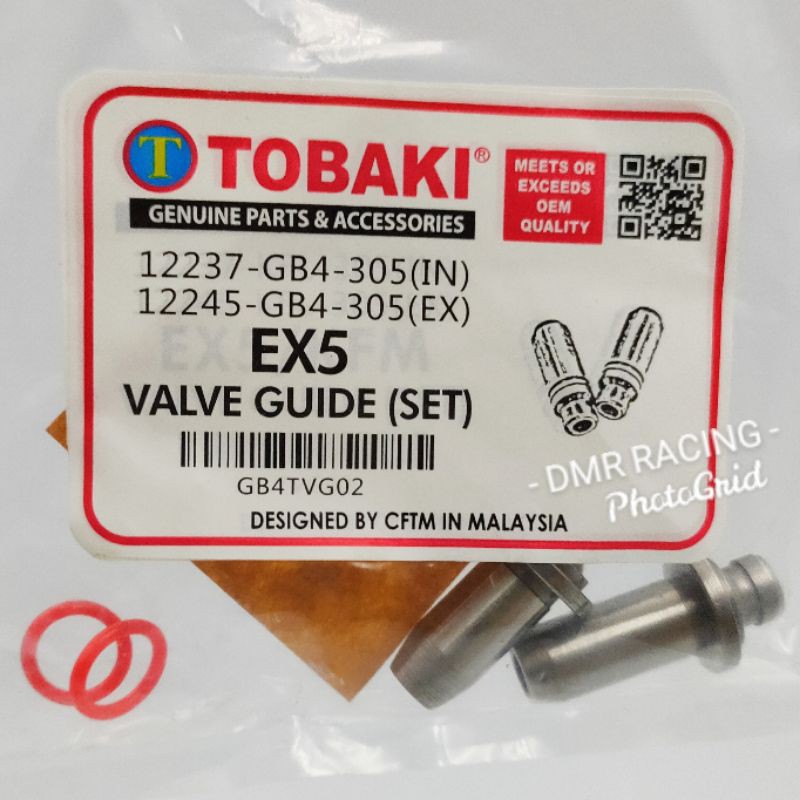 T TOBAKI®
GENUINE PARTS & ACCESSORIES
MEETS OR
EXCEEDS
OEM
QUALITY
12237-GB4-305(IN)
12245-GB4-305(EX)
EX5
VALVE GUIDE (SET)
GB4TVG02
DESIGNED BY CFTM IN MALAYSIA
- DMR RACING -
PhotoGrid